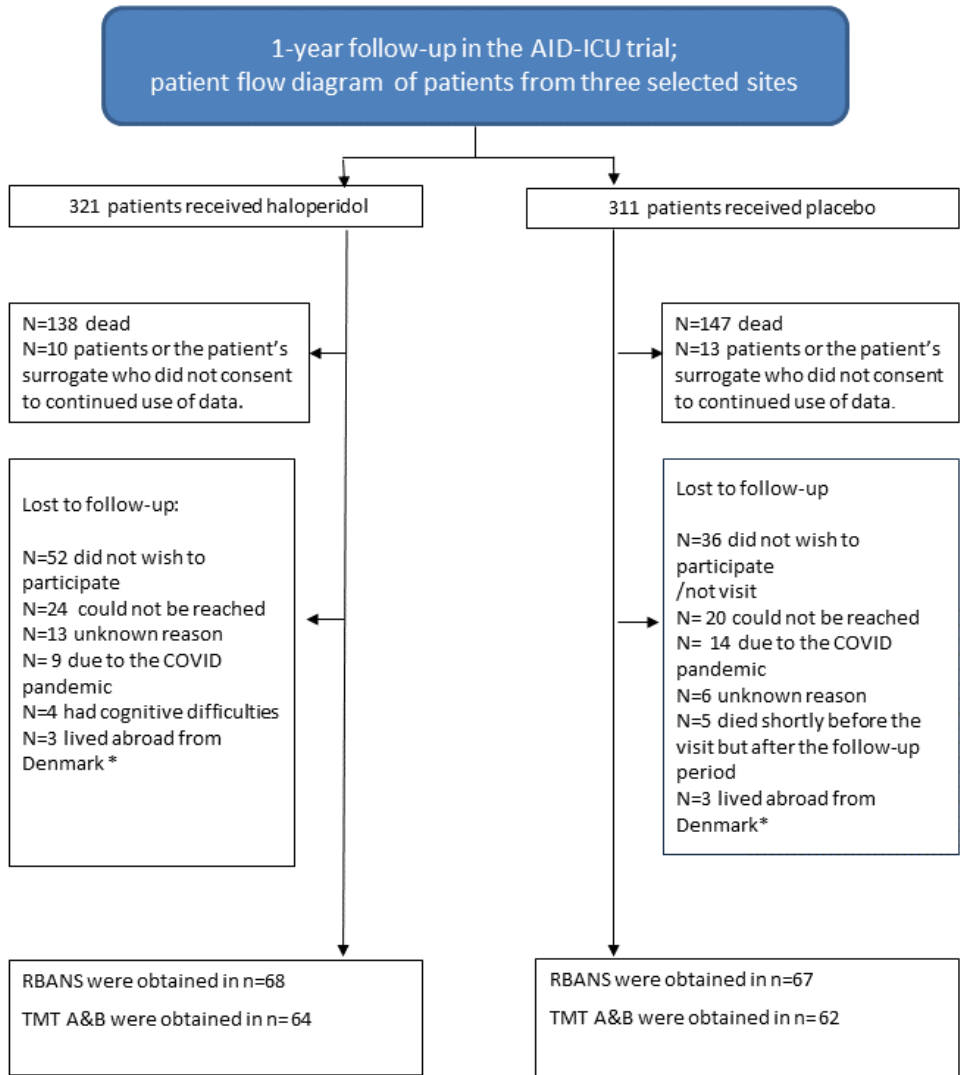 1-year follow-up in the AID-ICU trial;
patient flow diagram of patients from three selected sites
321 patients received haloperidol
311 patients received placebo
N=138 dead
N=10 patients or the patient's
surrogate who did not consent
to continued use of data.
N=147 dead
N=13 patients or the patient's
surrogate who did not consent
to continued use of data.
Lost to follow-up:
N=52 did not wish to
participate
N=24 could not be reached
N=13 unknown reason
N= 9 due to the COVID
pandemic
N=4 had cognitive difficulties
N=3 lived abroad from
Denmark *
Lost to follow-up
N=36 did not wish to
participate
/not visit
N= 20 could not be reached
N= 14 due to the COVID
pandemic
N=6 unknown reason
N=5 died shortly before the
visit but after the follow-up
period
N=3 lived abroad from
Denmark*
RBANS were obtained in n=68
TMT A&B were obtained in n= 64
RBANS were obtained in n=67
TMT A&B were obtained in n=62